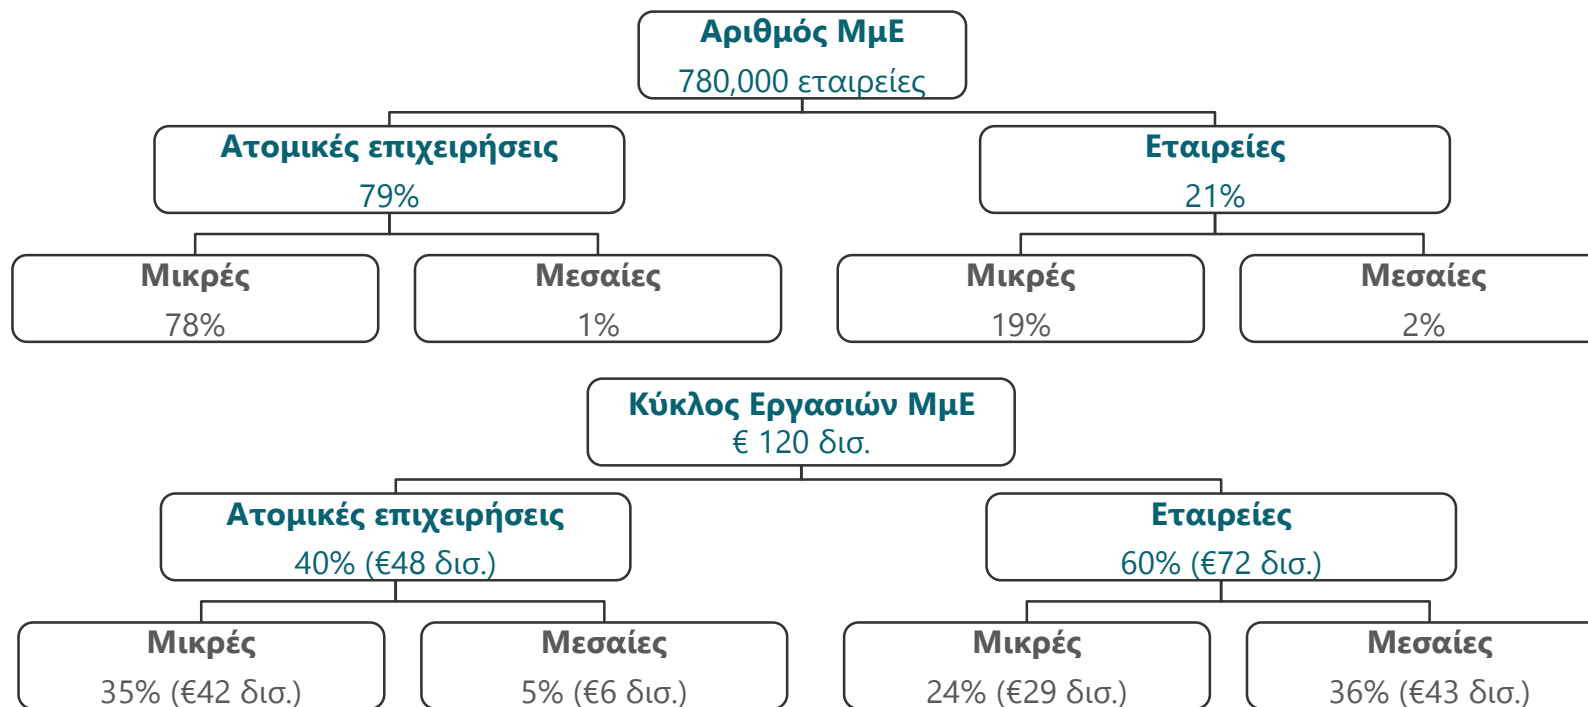 Αριθμός ΜμΕ
780,000 εταιρείες
Ατομικές επιχειρήσεις
79%
Εταιρείες
21%
Μικρές
78%
Μεσαίες
1%
Μικρές
19%
Μεσαίες
2%
Κύκλος Εργασιών ΜμΕ
€ 120 δισ.
Ατομικές επιχειρήσεις
40% (€48 δισ.)
Εταιρείες
60% (€72 δισ.)
Μικρές
35% (€42 δισ.)
Μεσαίες
5% (€6 δισ.)
Μικρές
24% (€29 δισ.)
Μεσαίες
36% (€43 δισ.)